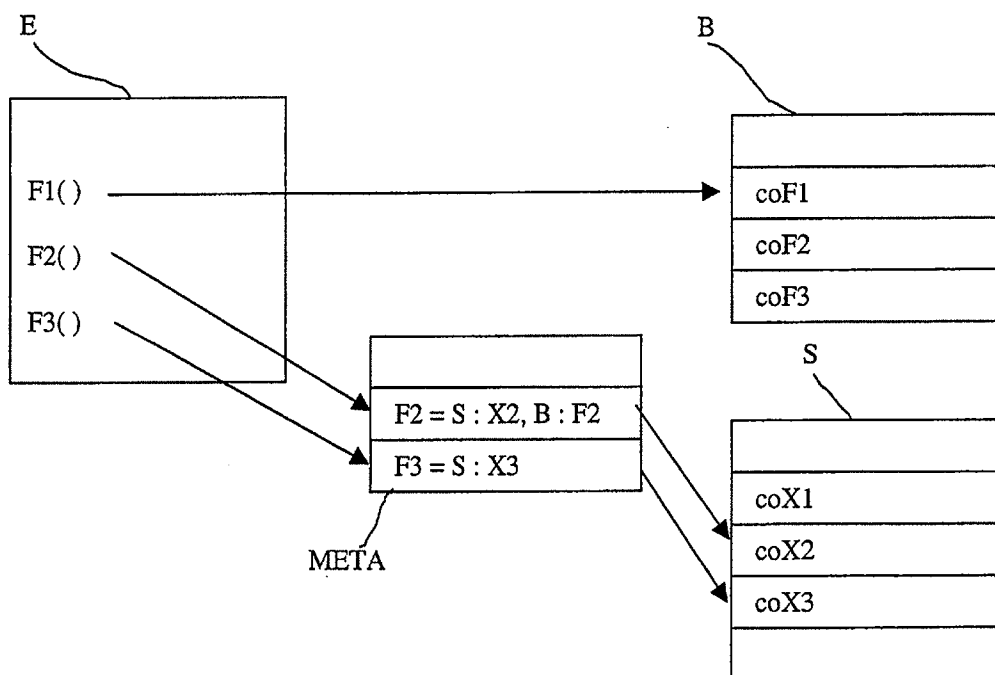 E
B
F1( )
F2( )
F3( )
coF1
coF2
coF3
S
F2 = S : X2, B : F2
F3 = S : X3
META
coX1
coX2
coX3